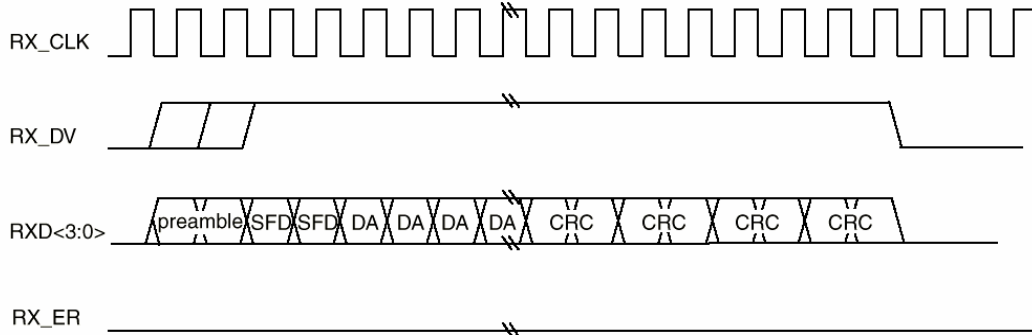 RX_CLK
RX_DV
RXD<3:0>
preamble SFD SFD DA DA DA DA CRC CRC CRC CRC
RX_ER